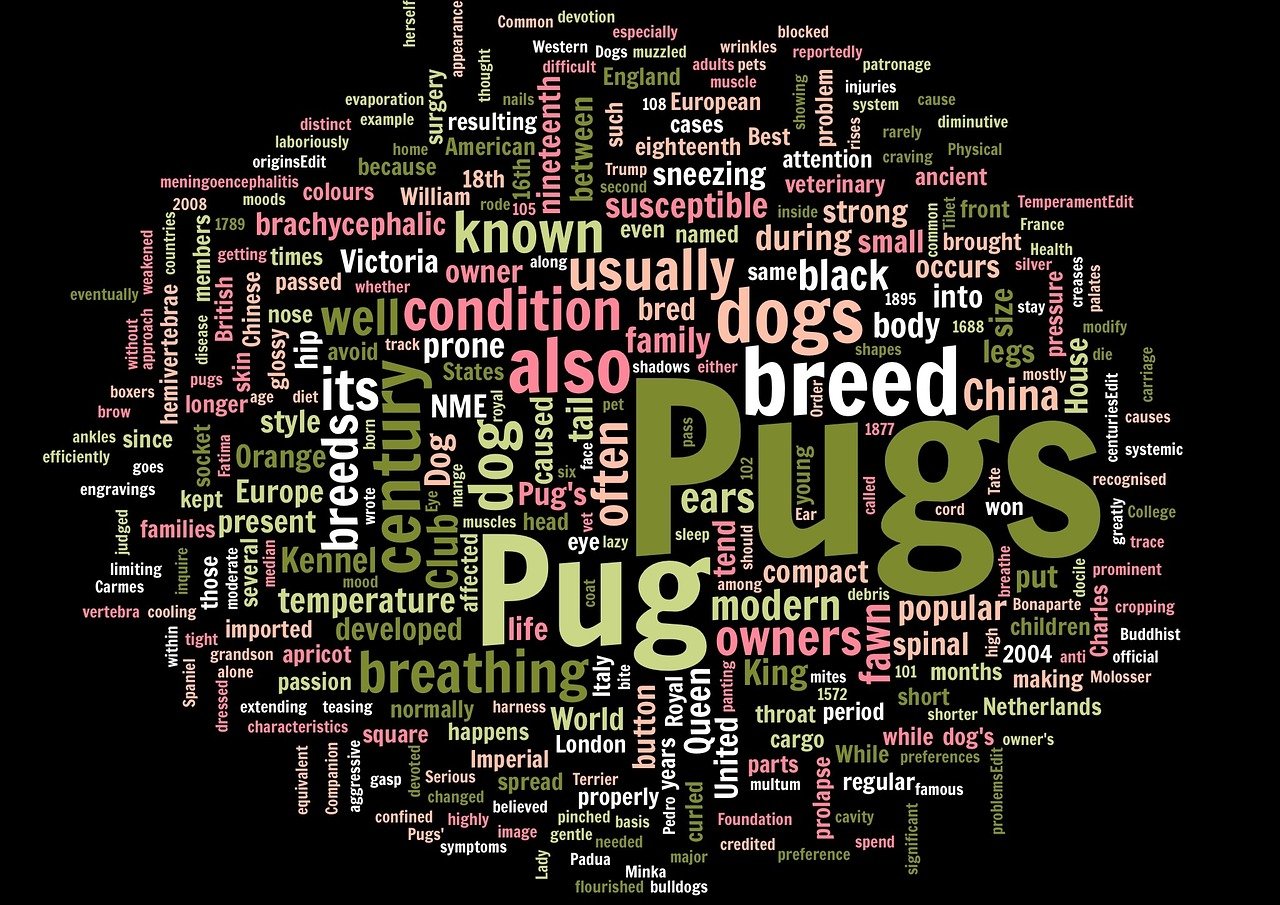 herself
appearance
Common
devotion
especially
blocked
Western
Dogs
muzzled
wrinkles
reportedly
thought
difficult
adults
pets
patronage
England
muscle
showing
problem
injuries
surgery
nineteenth
evaporation
nails
between
such
108
European
system
cause
example
resulting
cases
rises
diminutive
distinct
Best
rarely
laboriously
home
American
eighteenth
Physical
originsEdit
because
16th
attention
craving
Trump
sneezing
meningoencephalitis
colours
18th
second
veterinary
ancient
moods
William
2008
rode
105
susceptible
inside
strong
common
Tibet
front
TemperamentEdit
countries
1789
members
brachycephalic
known
even
named
during
small
brought
France
weakened
getting
times
Victoria
owner
along
usually
same
black
occurs
Health
silver
creases
palates
eventually
hemivertebrae
British
Chinese
passed
whether
1895
into
size
stay
pressure
nose
well
condition
bred
dogs
body
1688
modify
without
approach
disease
skin
glossy
hip
avoid
track
prone
family
shapes
legs
House
die
carriage
also
States
shadows
either
mostly
boxers
pugs
age
diet
its
century
NME
royal
pet
breed
Order
China
centuriesEdit
brow
longer
born
caused
tail
causes
style
breeds
dog
often
Pugs
pass
1877
ankles
since
socket
Fatima
Dog
face
systemic
efficiently
Orange
mange
six
102
young
goes
called
Tate
recognised
engravings
Europe
wrote
Eye
Pug's
ears
kept
cord
won
greatly
College
judged
families
present
Club
muscles
head
vet
Ear
trace
eye
lazy
sleep
should
tend
limiting
inquire
those
moderate
several
median
Kennel
affected
Pug
coat
among
compact
breathe
put
docile
prominent
Carmes
mood
debris
vertebra
cooling
temperature
modern
popular
Bonaparte
Charles
cropping
within
tight
imported
developed
life
owners
fawn
spinal
children
Buddhist
grandson
apricot
high
2004
anti
official
Spaniel
alone
passion
breathing
Italy
bite
Queen
panting
King
mites
101
months
making
Molosser
dressed
extending
teasing
normally
harness
button
Royal
1572
short
characteristics
World
throat
period
shorter
Netherlands
square
happens
London
United
cargo
while
dog's
owner's
equivalent
Companion
aggressive
Imperial
years
While
preferences
problemsEdit
gasp
devoted
Serious
spread
Terrier
parts
multum
prolapse
regular
famous
changed
properly
believed
Pedro
curled
confined
highly
pinched
basis
Foundation
cavity
Pugs'
image
gentle
needed
credited
spend
significant
symptoms
Lady
Padua
major
preference
Minka
flourished
bulldogs